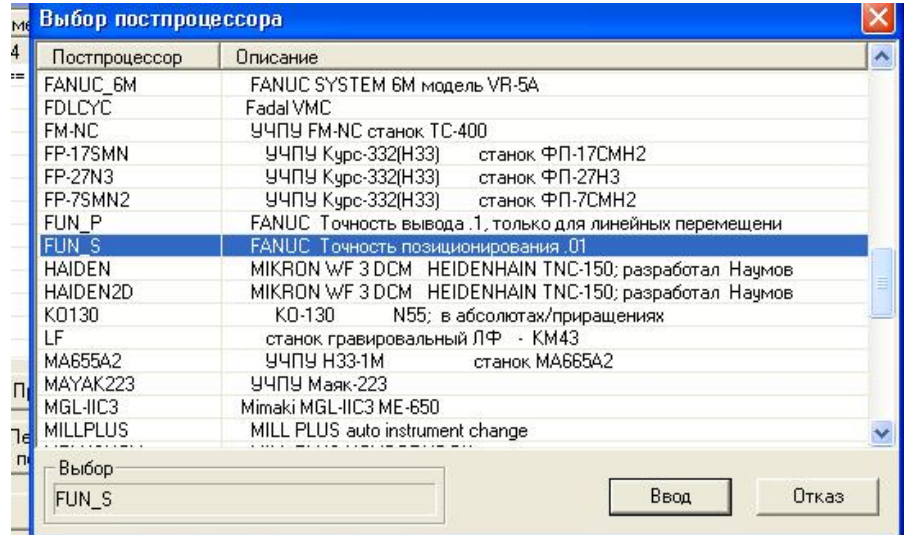 Выбор постпроцессора
Постпроцессор Описание
FANUC_6M FANUC SYSTEM 6M модель VR-5A
FDLCYC Fadal VMC
FM-NC УЧПУ FM-NC станок ТС-400
FP-17SMN УЧПУ Курс-332(Н33) станок ФП-17СМН2
FP-27N3 УЧПУ Курс-332(Н33) станок ФП-27Н3
FP-7SMN2 УЧПУ Курс-332(Н33) станок ФП-7СМН2
FUN_P FANUC Точность вывода .1, только для линейных перемещени
FUN_S FANUC Точность позиционирования .01
HAIDEN MIKRON WF 3 DCM HEIDENHAIN TNC-150; разработал Наумов
HAIDEN2D MIKRON WF 3 DCM HEIDENHAIN TNC-150; разработал Наумов
KO130 KO-130 N55; в абсолютах/приращениях
LF станок гравировальный ЛФ - КМ43
MA655A2 УЧПУ Н33-1М станок МА665А2
MAYAK223 УЧПУ Маяк-223
MGL-IIC3 Mimaki MGL-IIC3 ME-650
MILLPLUS MILL PLUS auto instrument change
Выбор
FUN_S
Ввод Отказ